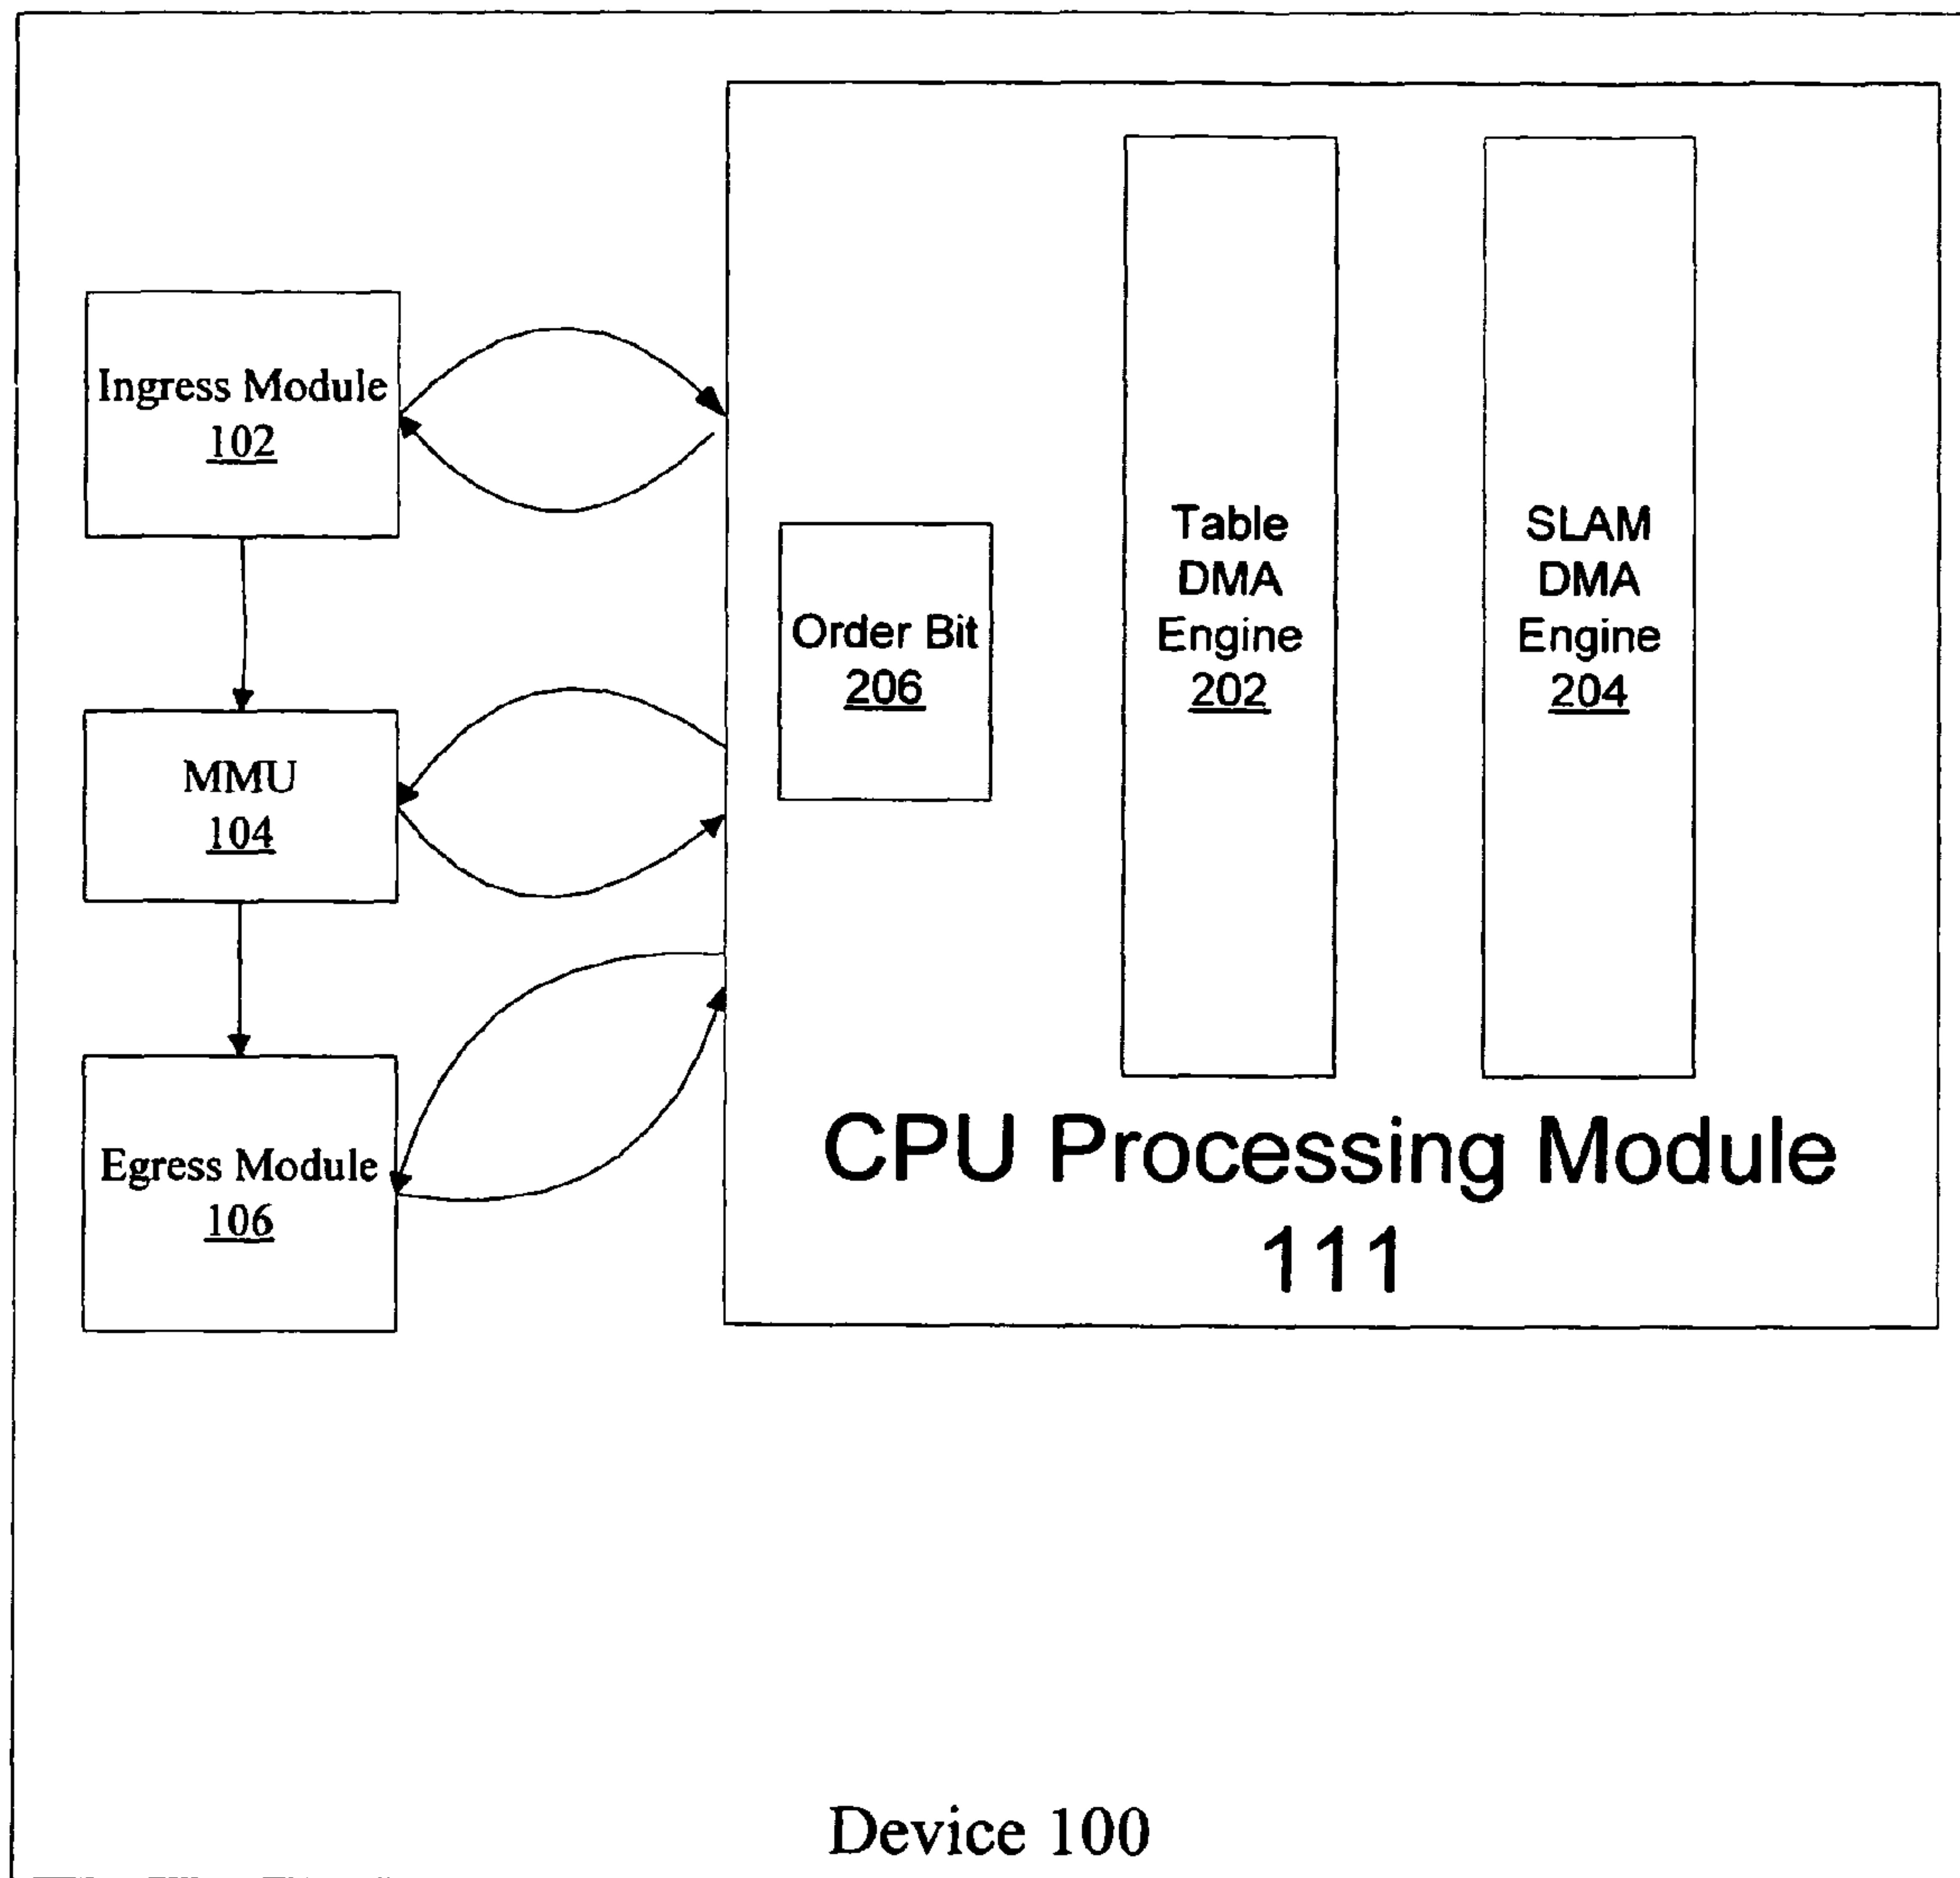 Ingress Module
102
MMU
104
Egress Module
106
Order Bit
206
Table
DMA
Engine
202
SLAM
DMA
Engine
204
CPU Processing Module
111
Device 100